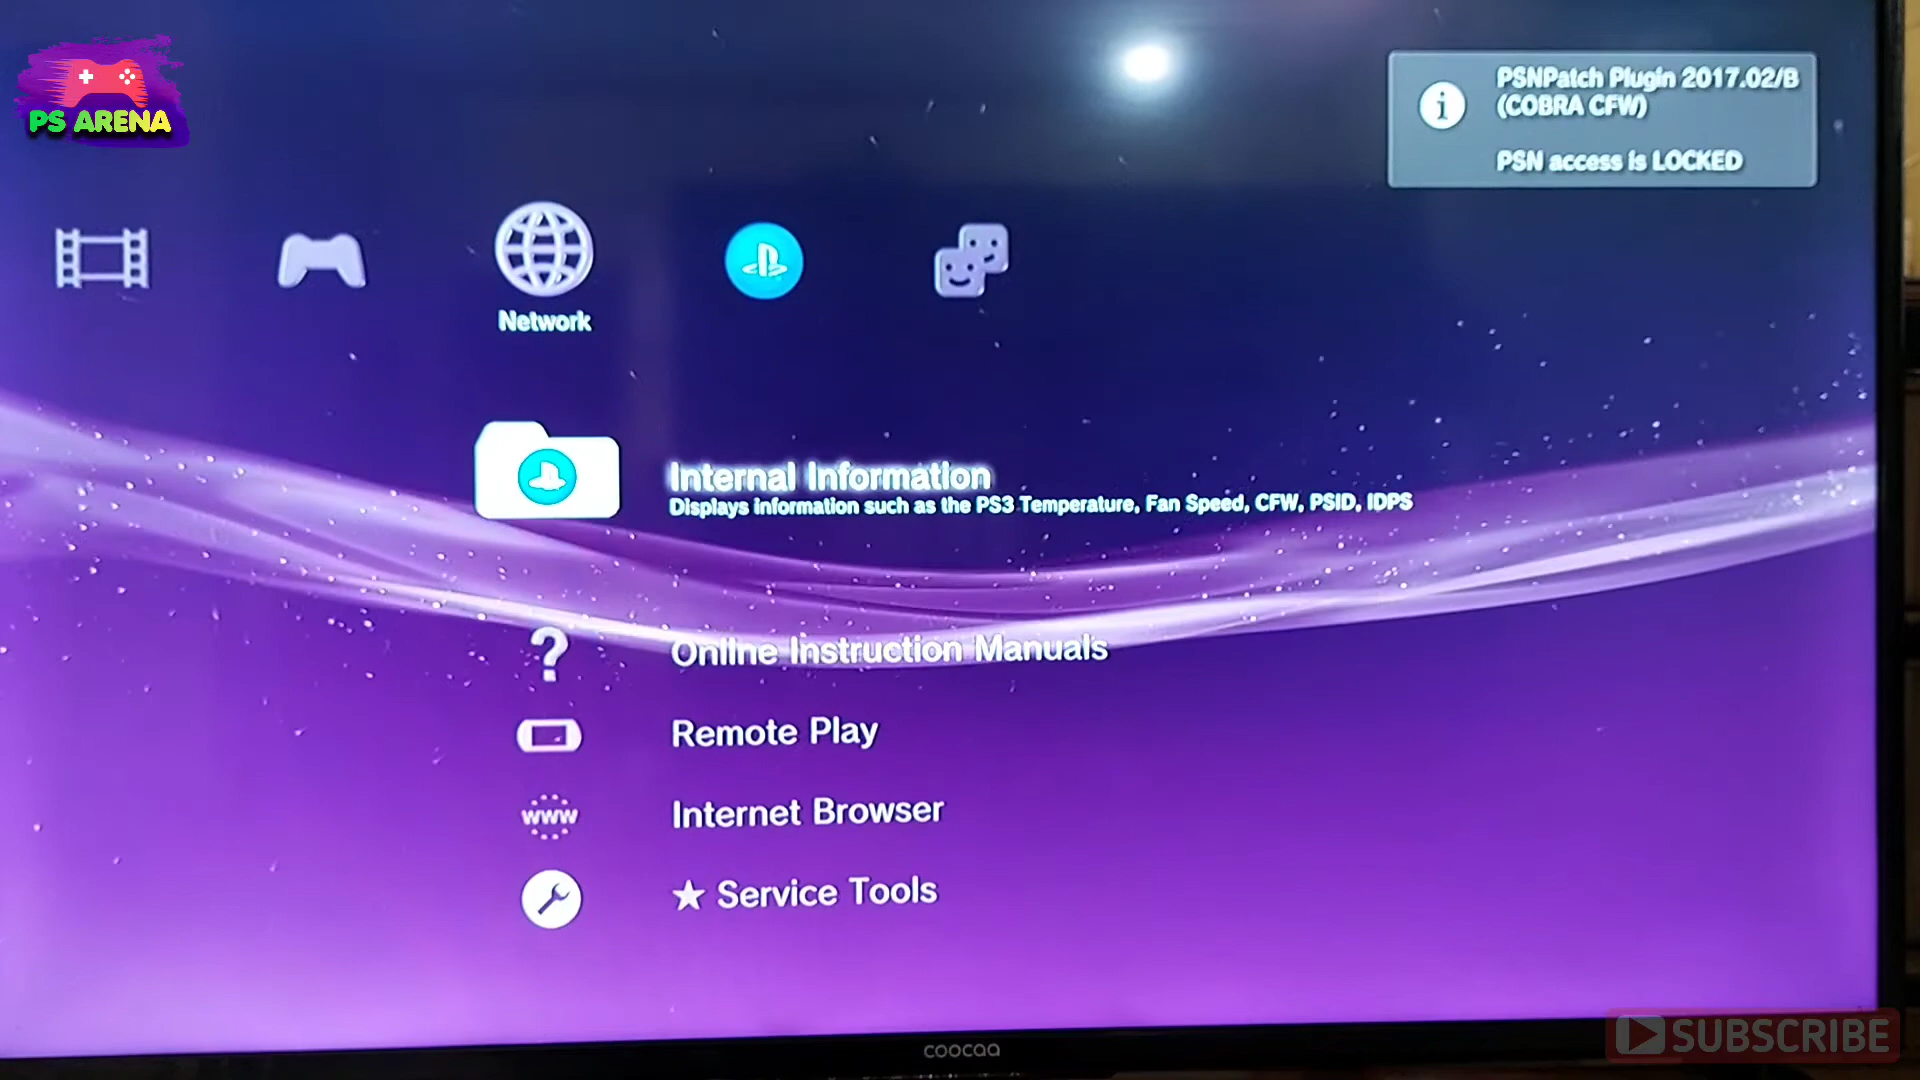 PS ARENA
PSNPatch Plugin 2017.02/B
(COBRA CFW)
PSN access is LOCKED
Network
Internal Information
Displays information such as the PS3 Temperature, Fan Speed, CFW, PSID, IDPS
Online Instruction Manuals
Remote Play
www
Internet Browser
★ Service Tools
coocaa
SUBSCRIBE